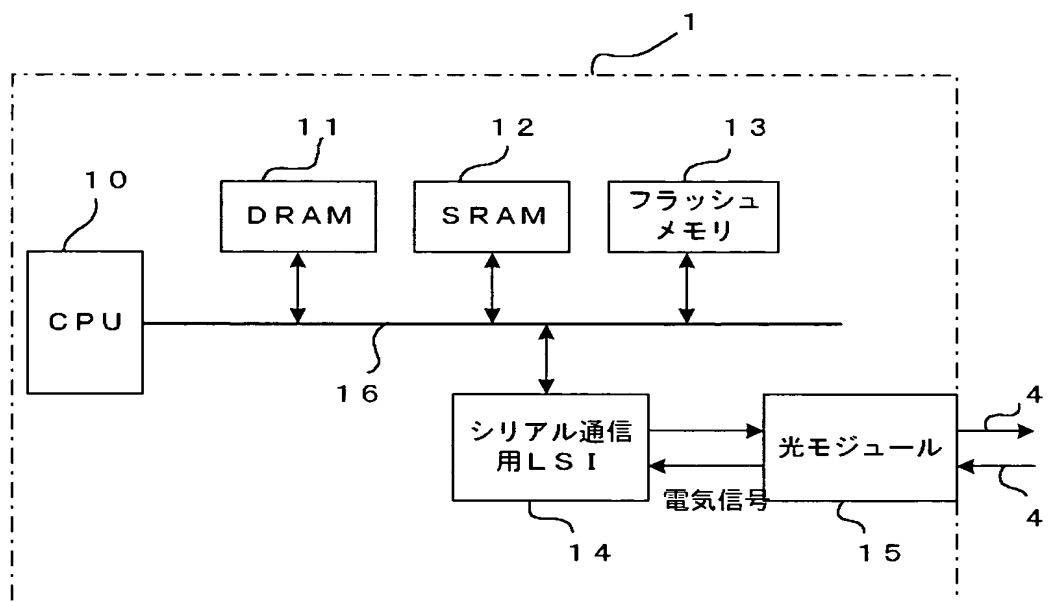 1
11
12
13
10
DRAM
SRAM
フラッシュ
メモリ
CPU
16
シリアル通信
用LSI
光モジュール
4
4
電気信号
14
15